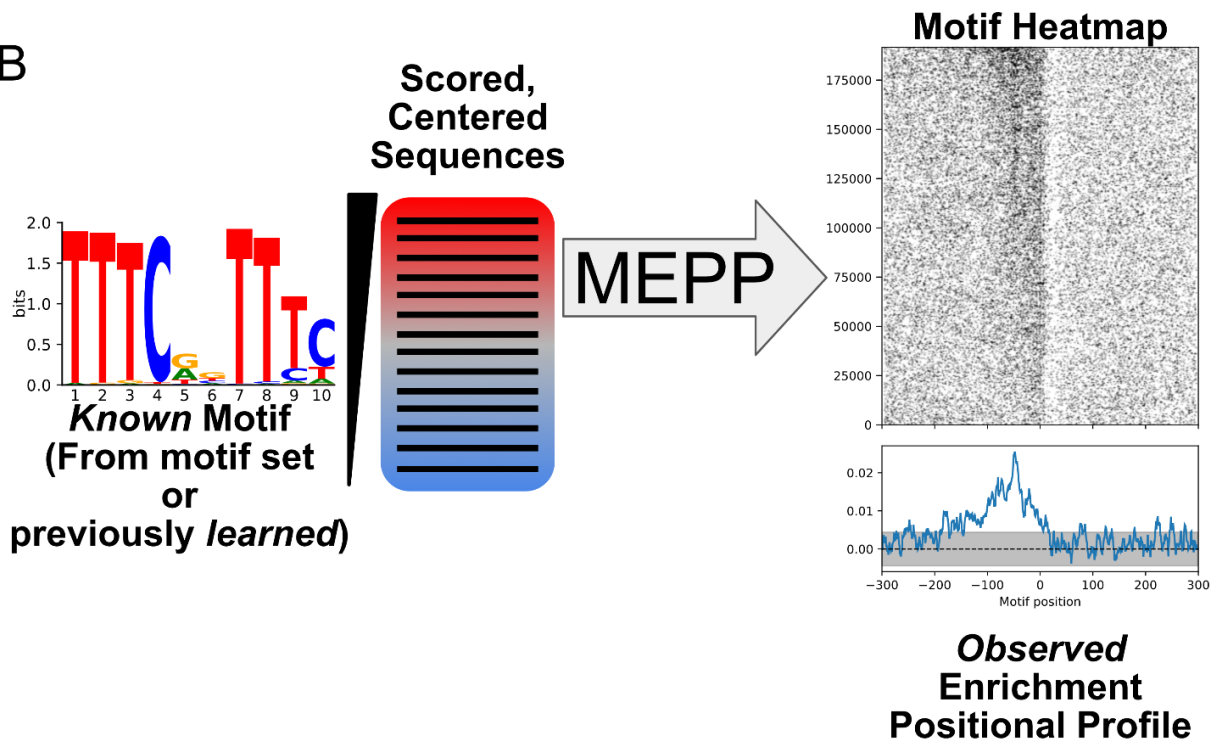 B
Scored,
Centered
Sequences
2.0
1.5
1.0
0.5
0.0
bits
TTTCGGTTTC
A
TCT
AA
1 2 3 4 5 6 7 8 9 10
Known Motif
(From motif set
or
previously learned)
MEPP
Motif Heatmap
175000
150000
125000
100000
75000
50000
25000
0
0.02
0.01
0.00
−300 −200 −100 0 100 200 300
Motif position
Observed
Enrichment
Positional Profile